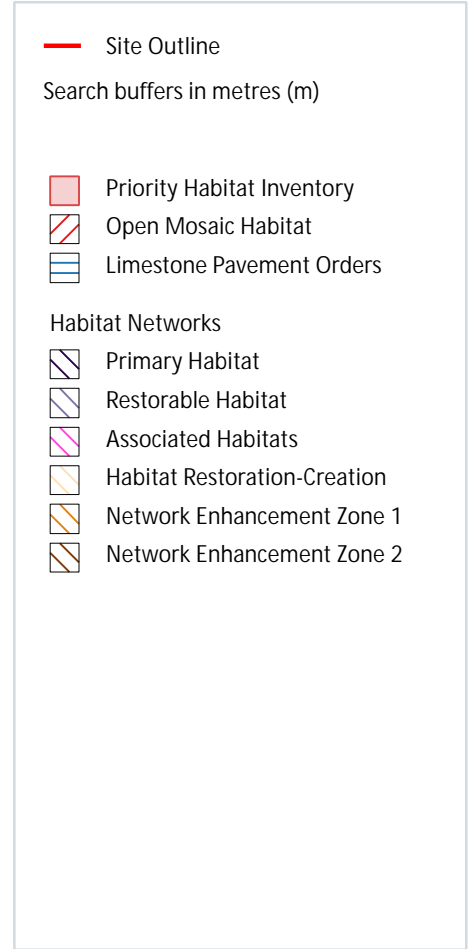 Site Outline
Search buffers in metres (m)
Priority Habitat Inventory
Open Mosaic Habitat
Limestone Pavement Orders
Habitat Networks
Primary Habitat
Restorable Habitat
Associated Habitats
Habitat Restoration-Creation
Network Enhancement Zone 1
Network Enhancement Zone 2